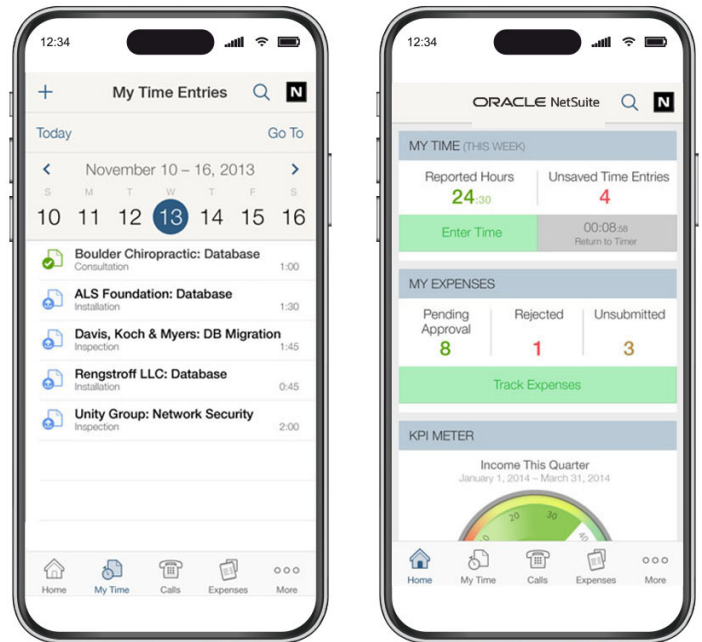 12:34
My Time Entries
N
Today
Go To
November 10 – 16, 2013
S M T W T F S
10 11 12 13 14 15 16
Boulder Chiropractic: Database
Consultation
1:00
ALS Foundation: Database
Installation
1:30
Davis, Koch & Myers: DB Migration
Inspection
1:45
Rengstroff LLC: Database
Installation
0:45
Unity Group: Network Security
Inspection
2:00
Home My Time Calls Expenses More
12:34
ORACLE NetSuite
N
MY TIME (THIS WEEK)
Reported Hours
24:30
Unsaved Time Entries
4
Enter Time
00:08:58
Return to Timer
MY EXPENSES
Pending Approval
8
Rejected
1
Unsubmitted
3
Track Expenses
KPI METER
Income This Quarter
January 1, 2014 – March 31, 2014
20 30 40
Home My Time Calls Expenses More